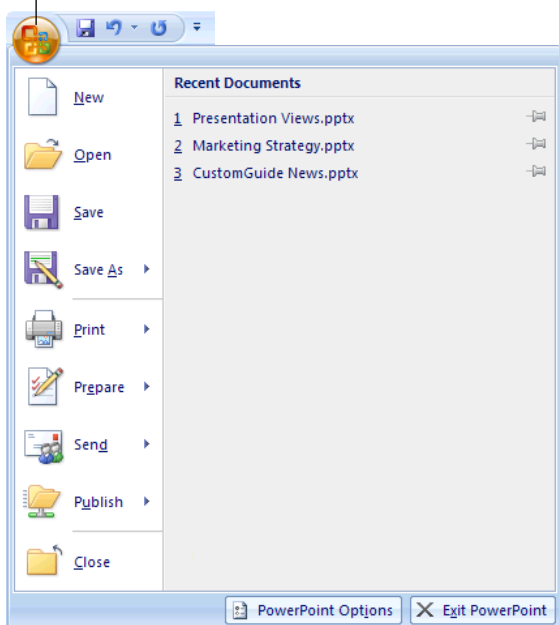 Recent Documents
New
1 Presentation Views.pptx
2 Marketing Strategy.pptx
Open
3 CustomGuide News.pptx
Save
Save As
Print
Prepare
Send
Publish
Close
PowerPoint Options
Exit PowerPoint